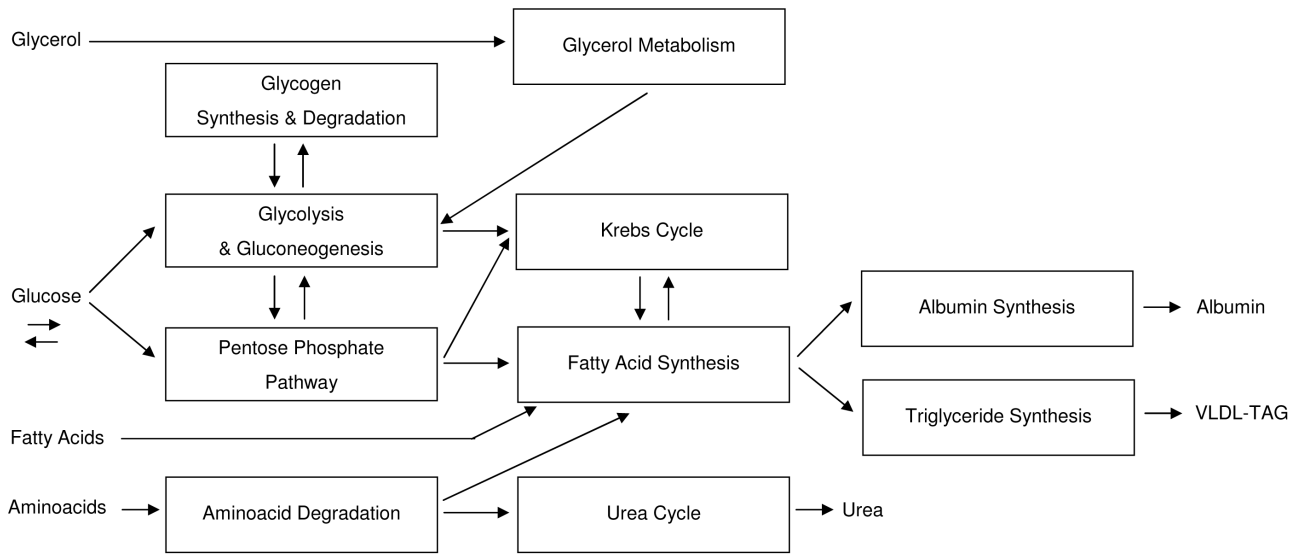 Glycerol
Glycerol Metabolism
Glycogen
Synthesis & Degradation
Glycolysis
& Gluconeogenesis
Krebs Cycle
Glucose
Albumin Synthesis
Albumin
Pentose Phosphate
Pathway
Fatty Acid Synthesis
Triglyceride Synthesis
VLDL-TAG
Fatty Acids
Aminoacids
Aminoacid Degradation
Urea Cycle
Urea